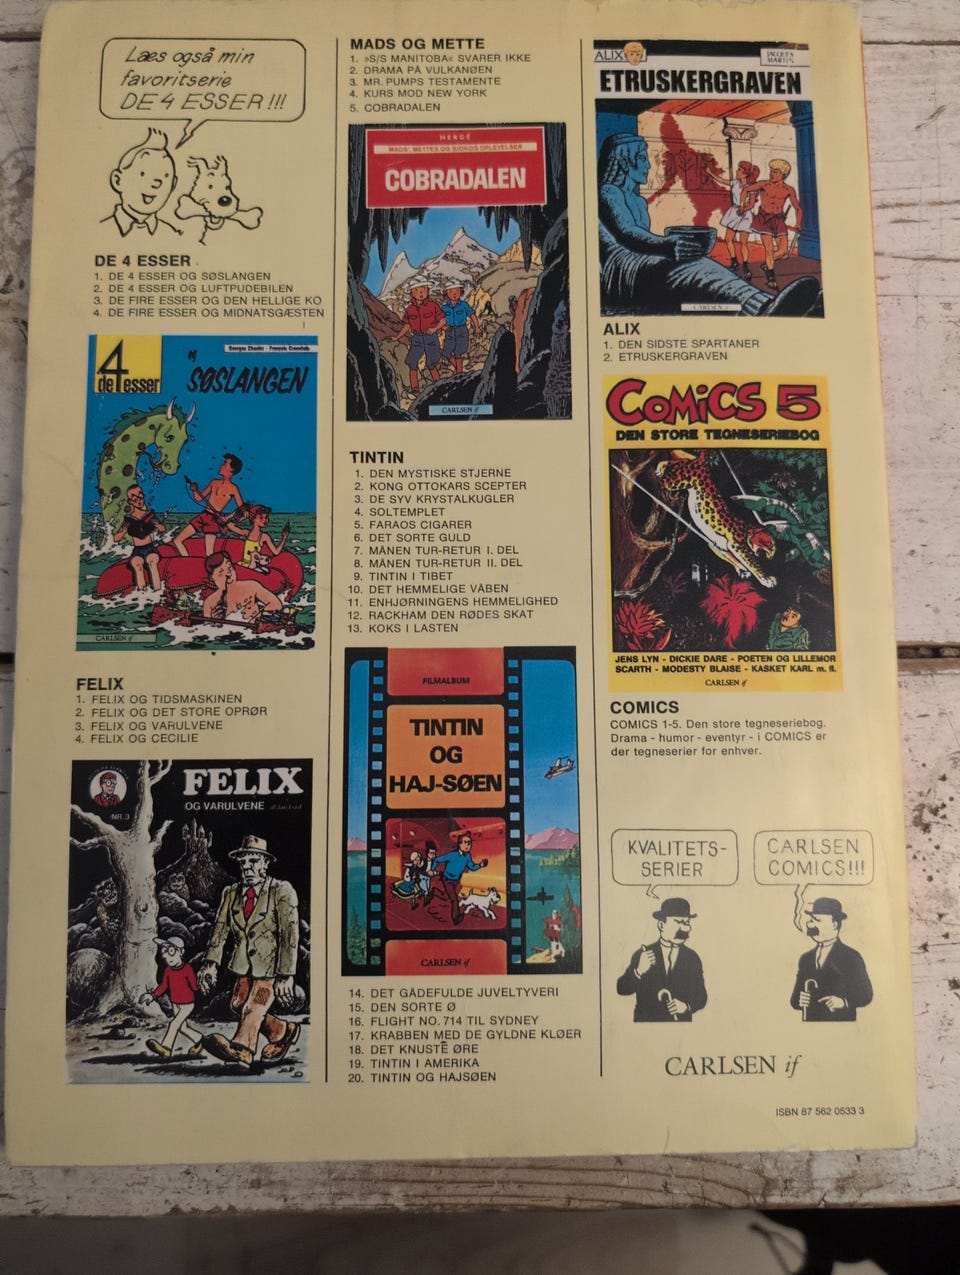 Læs også min
favoritserie
DE 4 ESSER!!!
DE 4 ESSER
1. DE 4 ESSER OG SØSLANGEN
2. DE 4 ESSER OG LUFTPUDEBILEN
3. DE FIRE ESSER OG DEN HELLIGE KO
4. DE FIRE ESSER OG MIDNATSGÆSTEN
4
de esser
Georges Chaulet - François Craenhals
og
SØSLANGEN
CARLSEN if
FELIX
1. FELIX OG TIDSMASKINEN
2. FELIX OG DET STORE OPRØR
3. FELIX OG VARULVENE
4. FELIX OG CECILIE
NR. 3
FELIX
OG VARULVENE
MADS OG METTE
1. »S/S MANITOBA« SVARER IKKE
2. DRAMA PÅ VULKANØEN
3. MR. PUMPS TESTAMENTE
4. KURS MOD NEW YORK
5. COBRADALEN
HERGÉ
MADS', METTES OG SJOKOS OPLEVELSER
COBRADALEN
CARLSEN if
TINTIN
1. DEN MYSTISKE STJERNE
2. KONG OTTOKARS SCEPTER
3. DE SYV KRYSTALKUGLER
4. SOLTEMPLET
5. FARAOS CIGARER
6. DET SORTE GULD
7. MÅNEN TUR-RETUR I. DEL
8. MÅNEN TUR-RETUR II. DEL
9. TINTIN I TIBET
10. DET HEMMELIGE VÅBEN
11. ENHJØRNINGENS HEMMELIGHED
12. RACKHAM DEN RØDES SKAT
13. KOKS I LASTEN
FILMALBUM
TINTIN
OG
HAJ-SØEN
CARLSEN if
14. DET GÅDEFULDE JUVELTYVERI
15. DEN SORTE Ø
16. FLIGHT NO. 714 TIL SYDNEY
17. KRABBEN MED DE GYLDNE KLØER
18. DET KNUSTE ØRE
19. TINTIN I AMERIKA
20. TINTIN OG HAJSØEN
ALIX
JACQUES
MARTIN
ETRUSKERGRAVEN
CARLSEN if
ALIX
1. DEN SIDSTE SPARTANER
2. ETRUSKERGRAVEN
COMICS 5
DEN STORE TEGNESERIEBOG
JENS LYN - DICKIE DARE - POETEN OG LILLEMOR
SCARTH - MODESTY BLAISE - KASKET KARL m. fl.
CARLSEN if
COMICS
COMICS 1-5. Den store tegneseriebog.
Drama - humor - eventyr - i COMICS er
der tegneserier for enhver.
KVALITETS-
SERIER
CARLSEN
COMICS!!!
CARLSEN if
ISBN 87 562 0533 3